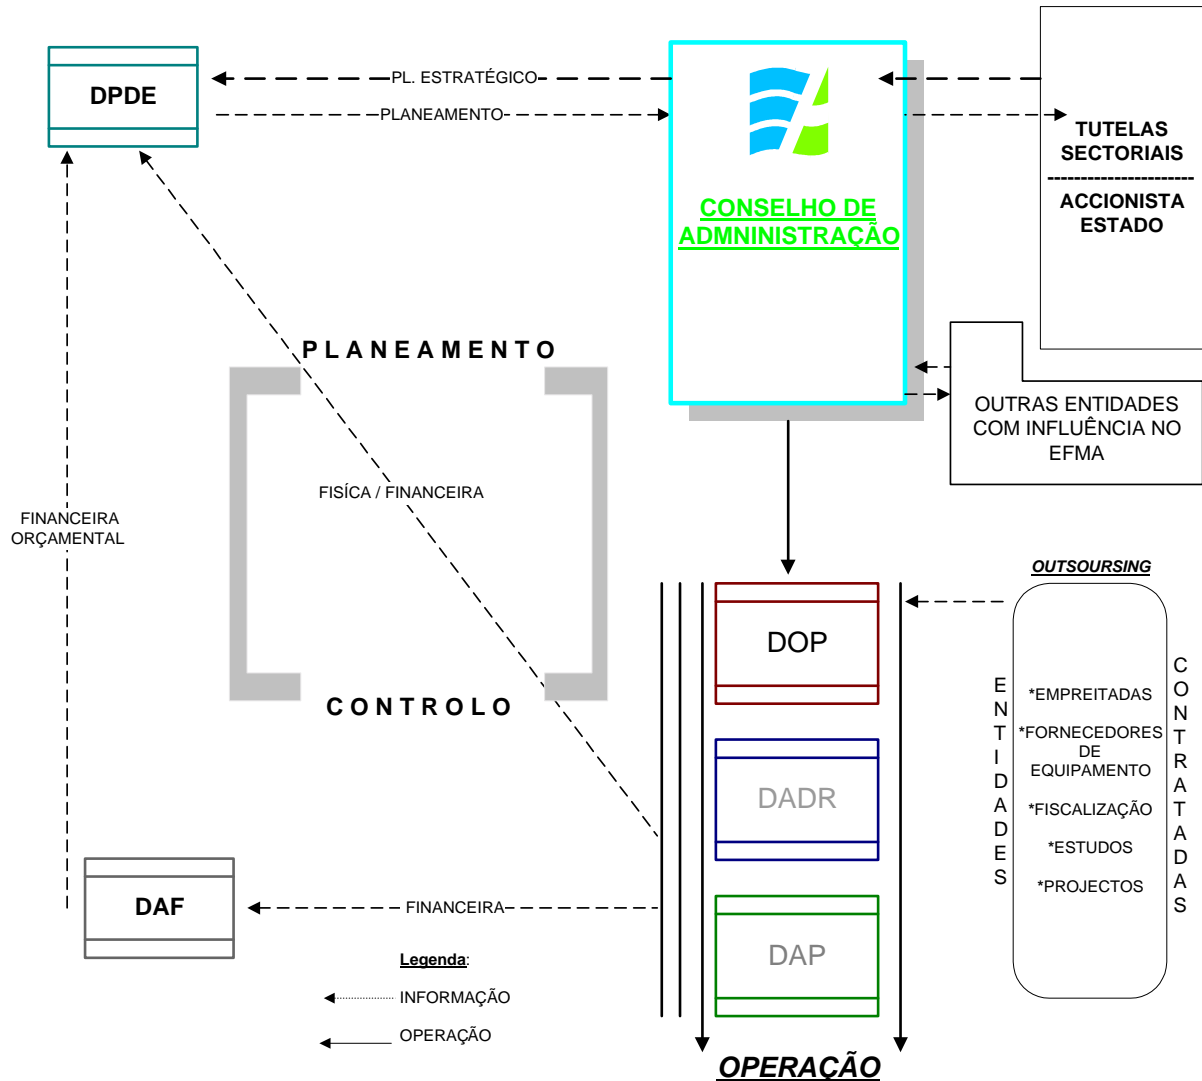 DPDE
PL. ESTRATÉGICO
PLANEAMENTO
CONSELHO DE
ADMNINISTRAÇÃO
TUTELAS
SECTORIAIS
----------------------
ACCIONISTA
ESTADO
OUTRAS ENTIDADES
COM INFLUÊNCIA NO
EFMA
PLANEAMENTO
FISÍCA / FINANCEIRA
CONTROLO
FINANCEIRA
ORÇAMENTAL
DAF
FINANCEIRA
DOP
DADR
DAP
OPERAÇÃO
OUTSOURSING
ENTIDADES
*EMPREITADAS
*FORNECEDORES
DE
EQUIPAMENTO
*FISCALIZAÇÃO
*ESTUDOS
*PROJECTOS
CONTRATADAS
Legenda:
INFORMAÇÃO
OPERAÇÃO